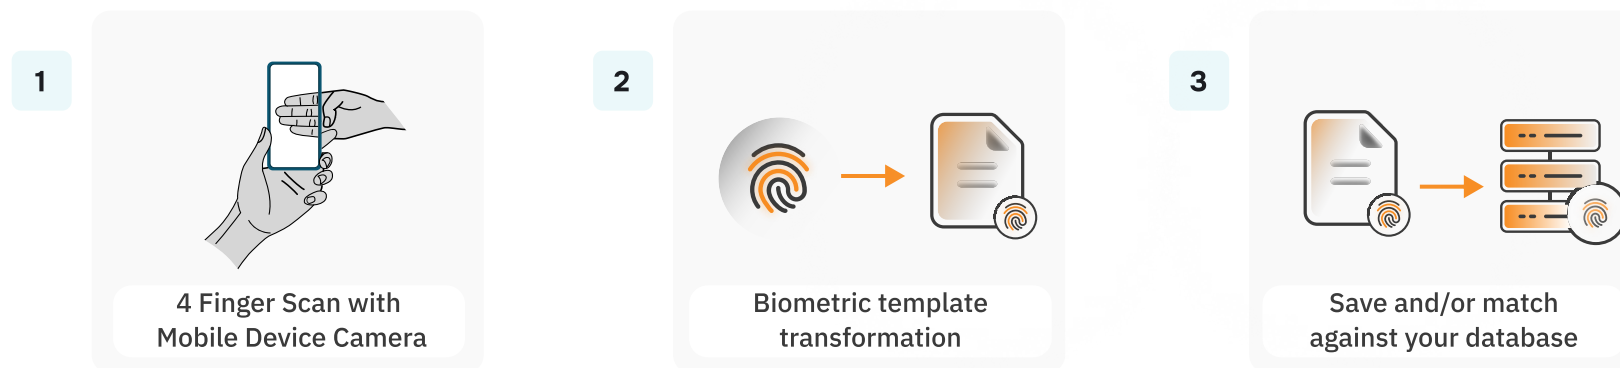 1
4 Finger Scan with
Mobile Device Camera
2
Biometric template
transformation
3
Save and/or match
against your database